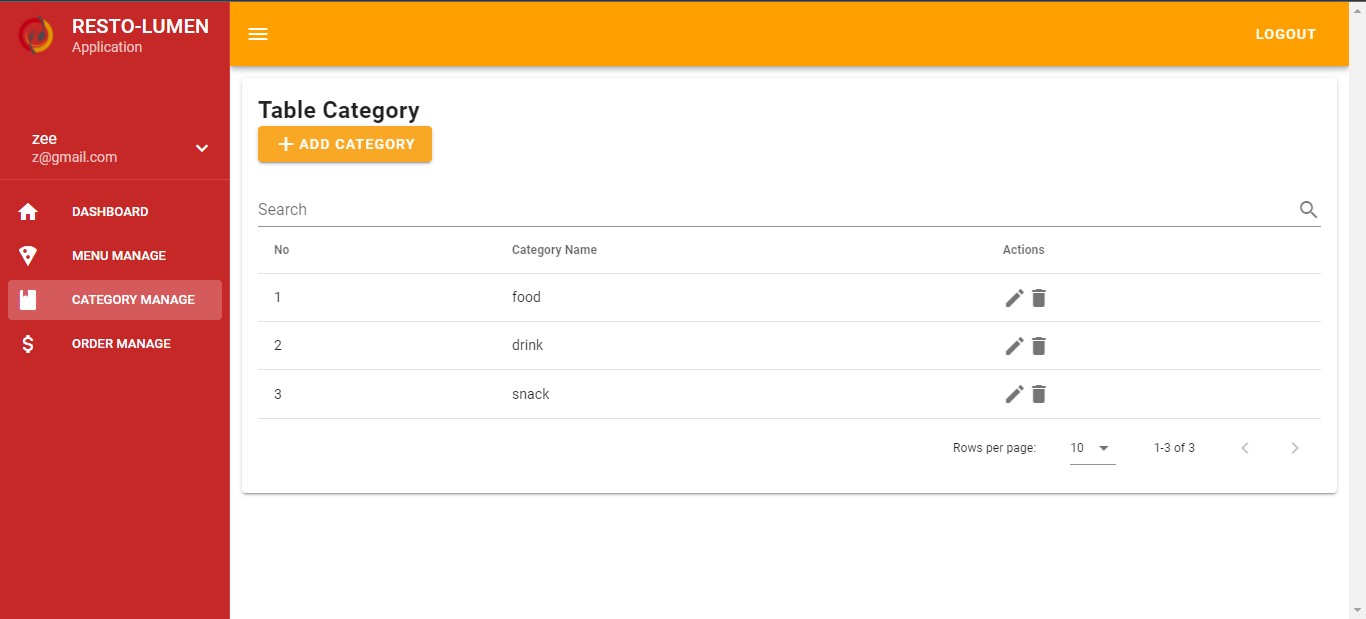 RESTO-LUMEN
Application
LOGOUT
zee
z@gmail.com
DASHBOARD
MENU MANAGE
CATEGORY MANAGE
ORDER MANAGE
Table Category
ADD CATEGORY
Search
No Category Name Actions
1 food
2 drink
3 snack
Rows per page: 10 1-3 of 3